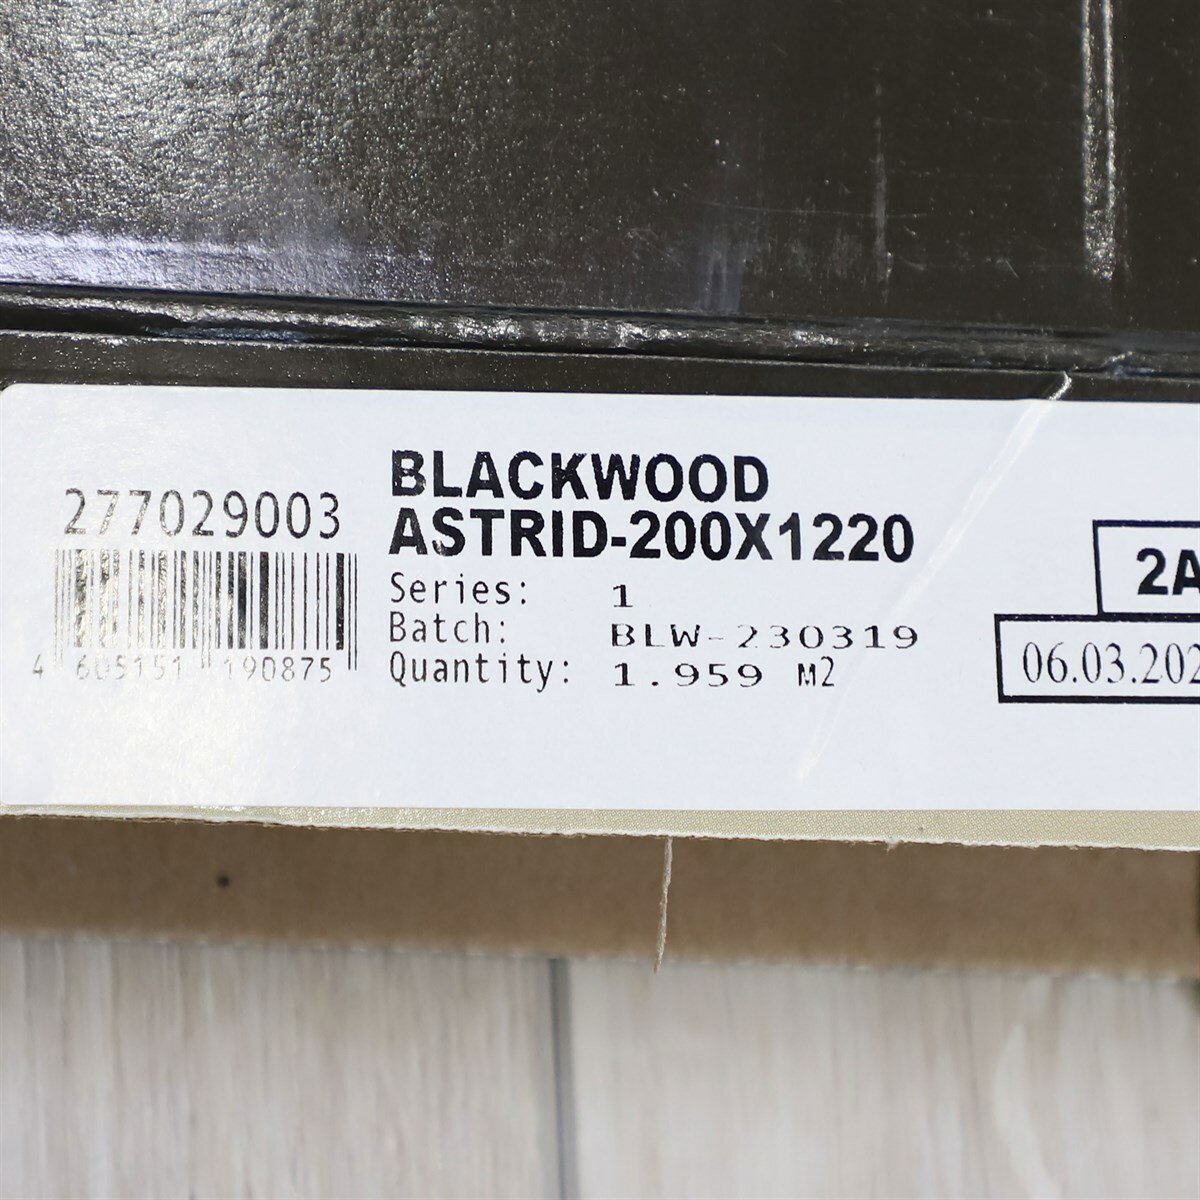 277029003
4 605151 190875
BLACKWOOD
ASTRID-200X1220
Series: 1
Batch: BLW-230319
Quantity: 1.959 M2
2A
06.03.202